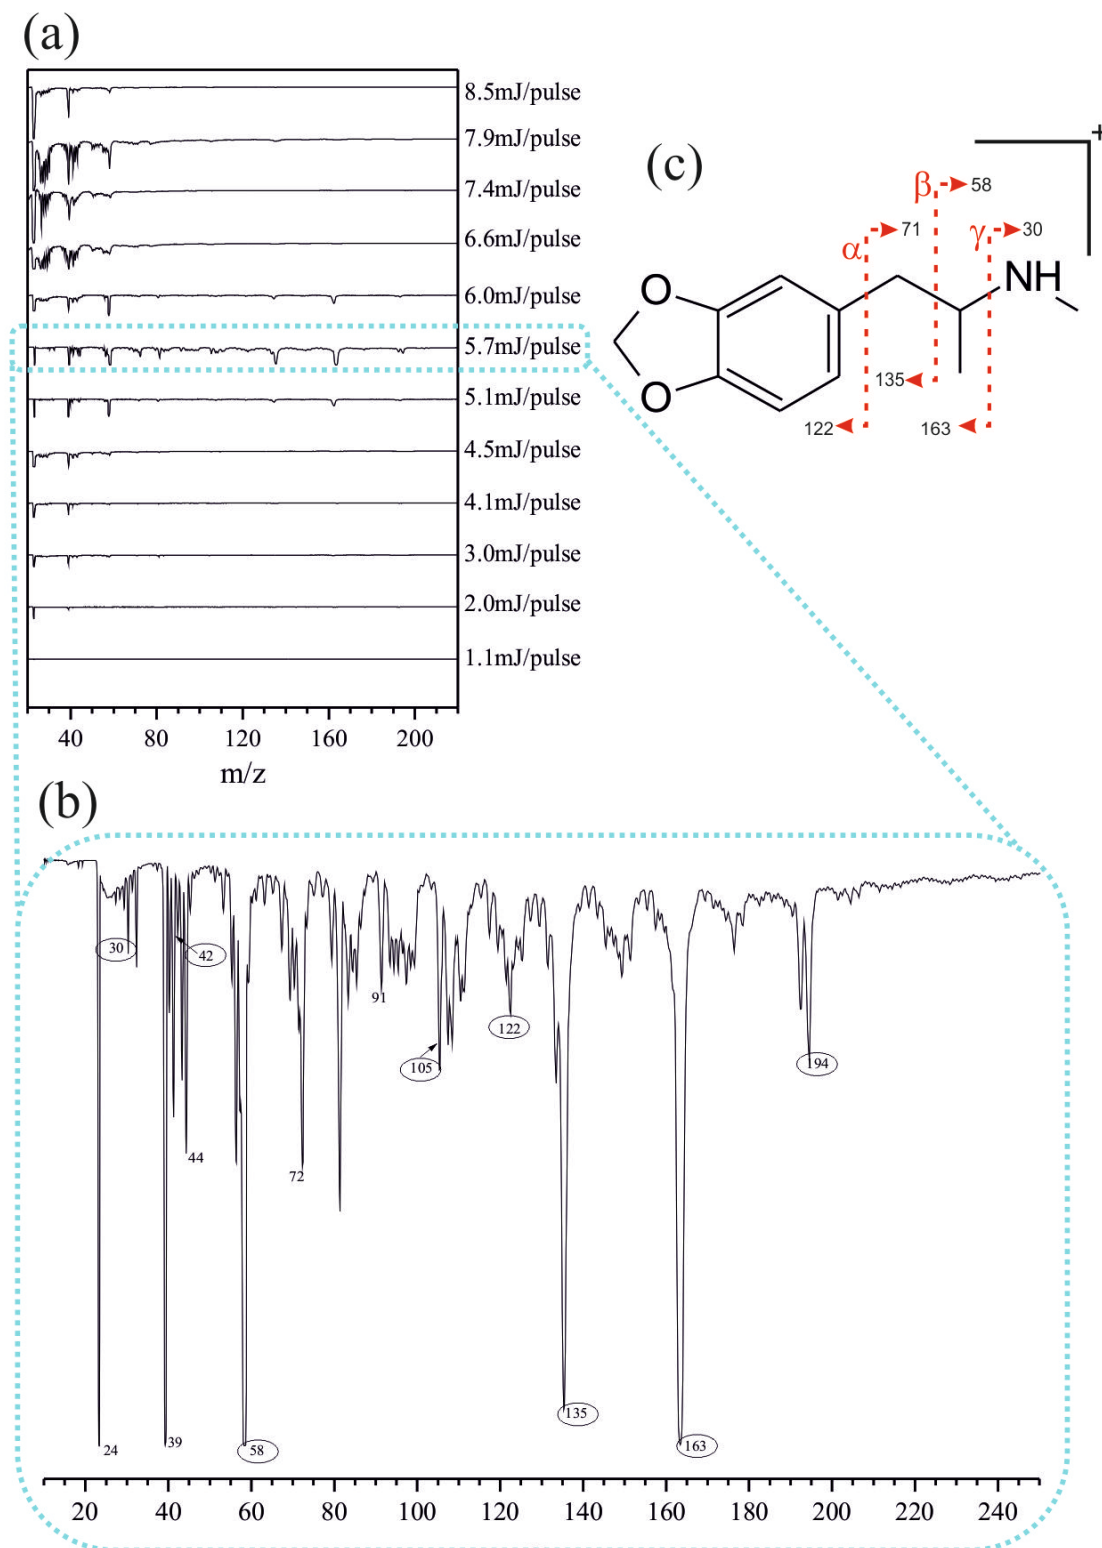 (a)
8.5mJ/pulse
7.9mJ/pulse
7.4mJ/pulse
6.6mJ/pulse
6.0mJ/pulse
5.7mJ/pulse
5.1mJ/pulse
4.5mJ/pulse
4.1mJ/pulse
3.0mJ/pulse
2.0mJ/pulse
1.1mJ/pulse
40 80 120 160 200
m/z
(c)
+
β 58
α 71 γ 30
O NH
O
135
122 163
(b)
30 42
91
122
105 194
44
72
135
24 39 58 163
20 40 60 80 100 120 140 160 180 200 220 240